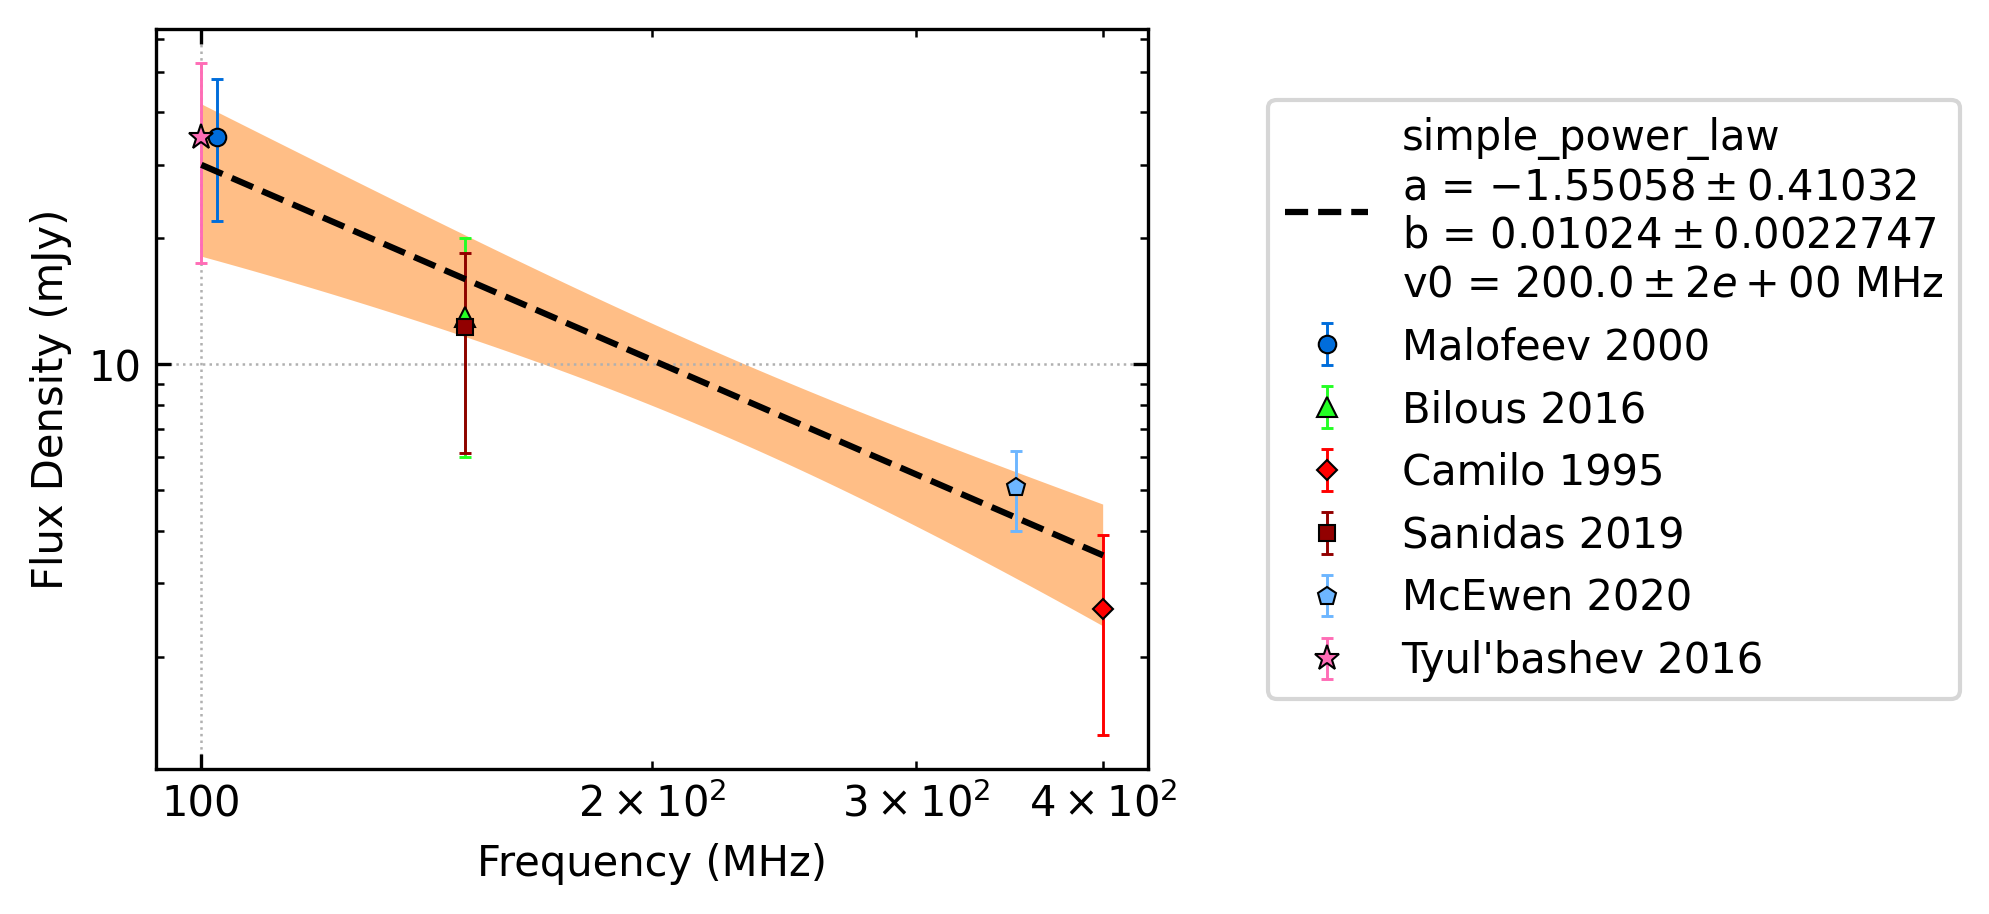 Flux Density (mJy)
10
100
2 × 10²
3 × 10²
4 × 10²
Frequency (MHz)
simple_power_law
a = −1.55058 ± 0.41032
b = 0.01024 ± 0.0022747
v0 = 200.0 ± 2e + 00 MHz
Malofeev 2000
Bilous 2016
Camilo 1995
Sanidas 2019
McEwen 2020
Tyul'bashev 2016